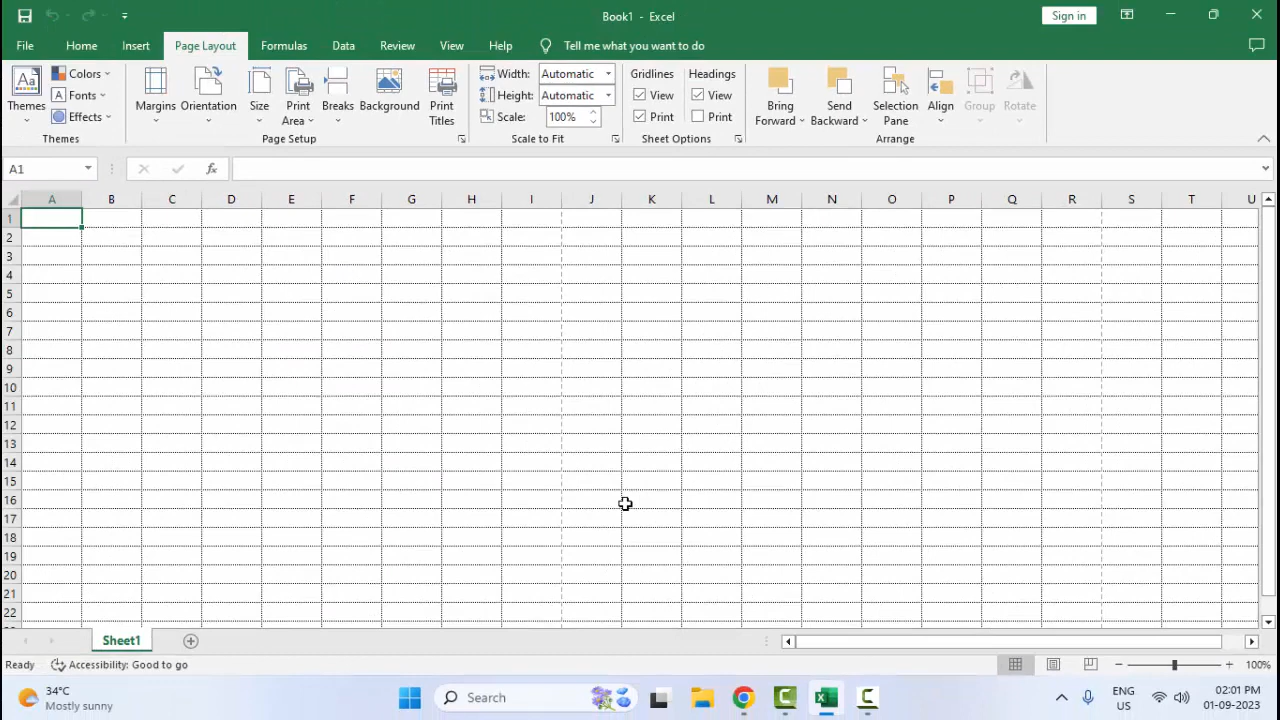 Book1 - Excel
Sign in
File Home Insert Page Layout Formulas Data Review View Help Tell me what you want to do
Themes
Colors
Fonts
Effects
Themes
Margins Orientation Size Print Area Breaks Background Print Titles
Page Setup
Width: Automatic
Height: Automatic
Scale: 100%
Scale to Fit
Gridlines Headings
View View
Print Print
Sheet Options
Bring Forward Send Backward Selection Pane Align Group Rotate
Arrange
A1 fx
A B C D E F G H I J K L M N O P Q R S T U
1
2
3
4
5
6
7
8
9
10
11
12
13
14
15
16
17
18
19
20
21
22
Sheet1
Ready Accessibility: Good to go 100%
34°C
Mostly sunny
Search
ENG
US
02:01 PM
01-09-2023